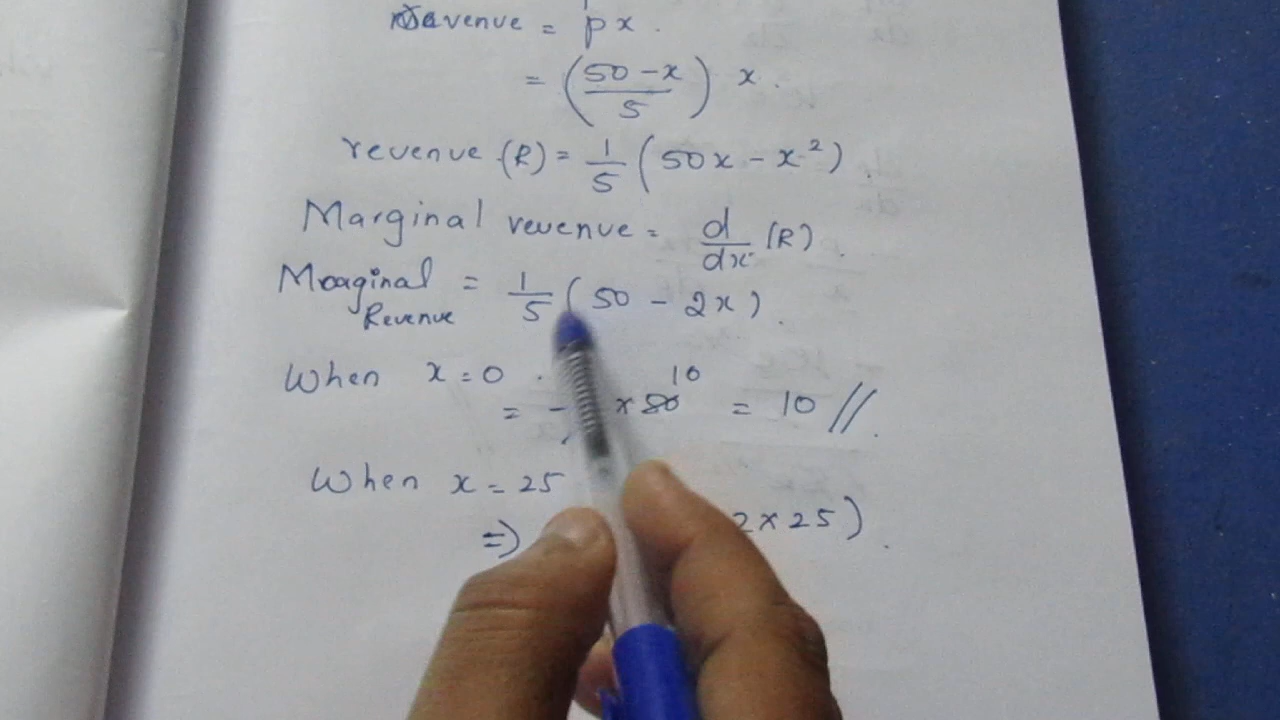 Revenue = px.
= (50 - x / 5) x.
revenue (R) = 1/5 (50x - x²).
Marginal revenue = d/dx (R).
Marginal Revenue = 1/5 (50 - 2x).
When x = 0.
= x 50 10 = 10 //.
When x = 25
=> 2 x 25).